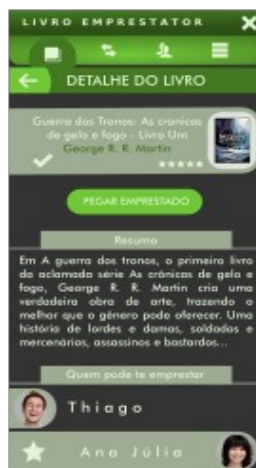 LIVRO EMPRESTATOR
DETALHE DO LIVRO
Guerra dos Tronos: As cronicas
de gelo e fogo - Livro Um
George R. R. Martin
PEGAR EMPRESTADO
Resumo
Em A guerra dos tronos, o primeiro livro
da aclamada série As crônicas de gelo e
fogo, George R. R. Martin cria uma
verdadeira obra de arte, trazendo o
melhor que o gênero pode oferecer. Uma
história de lordes e damas, soldados e
mercenários, assassinos e bastardos...
Quem pode te emprestar
Thiago
Ana Júlia